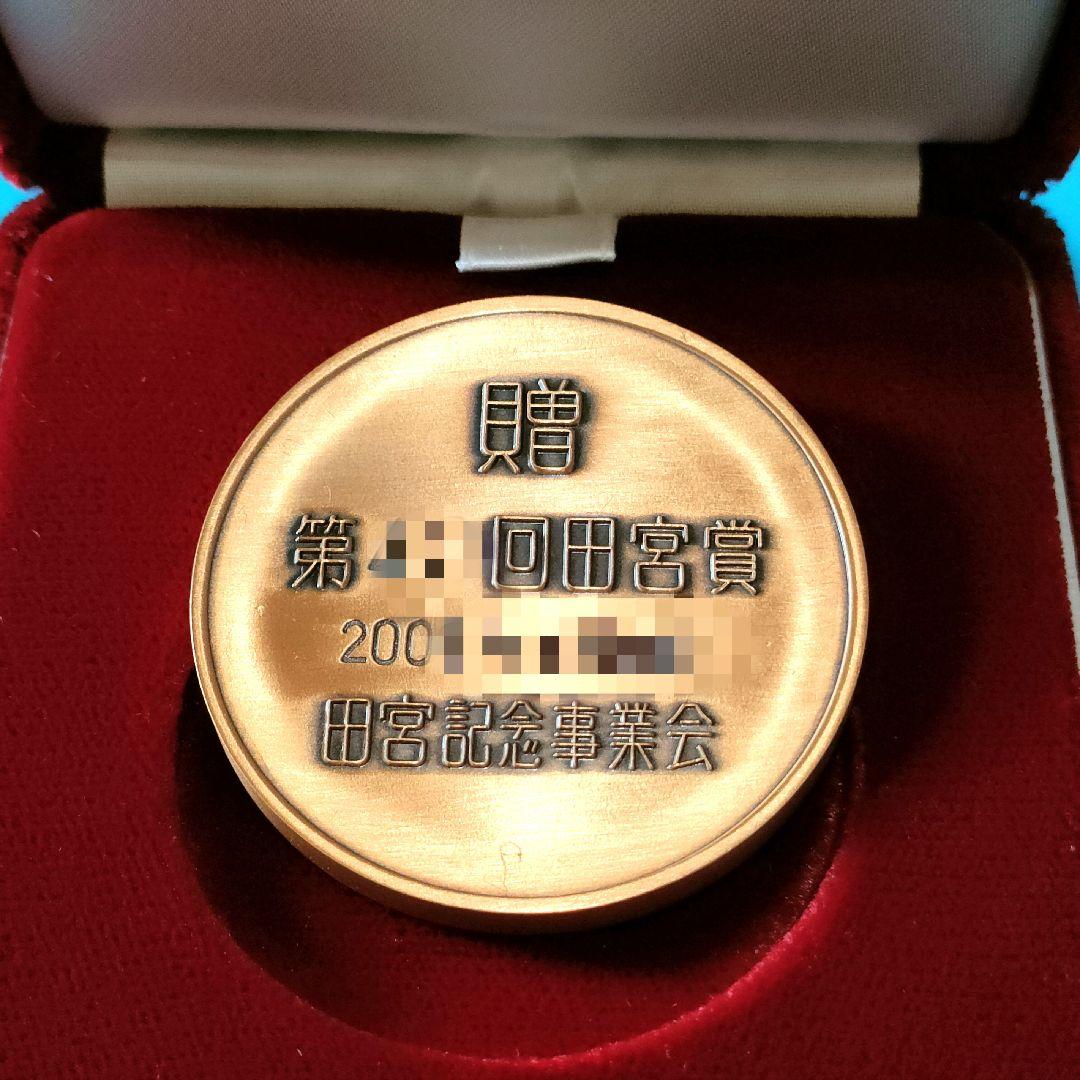 贈
第 回田宮賞
200
田宮記念事業会